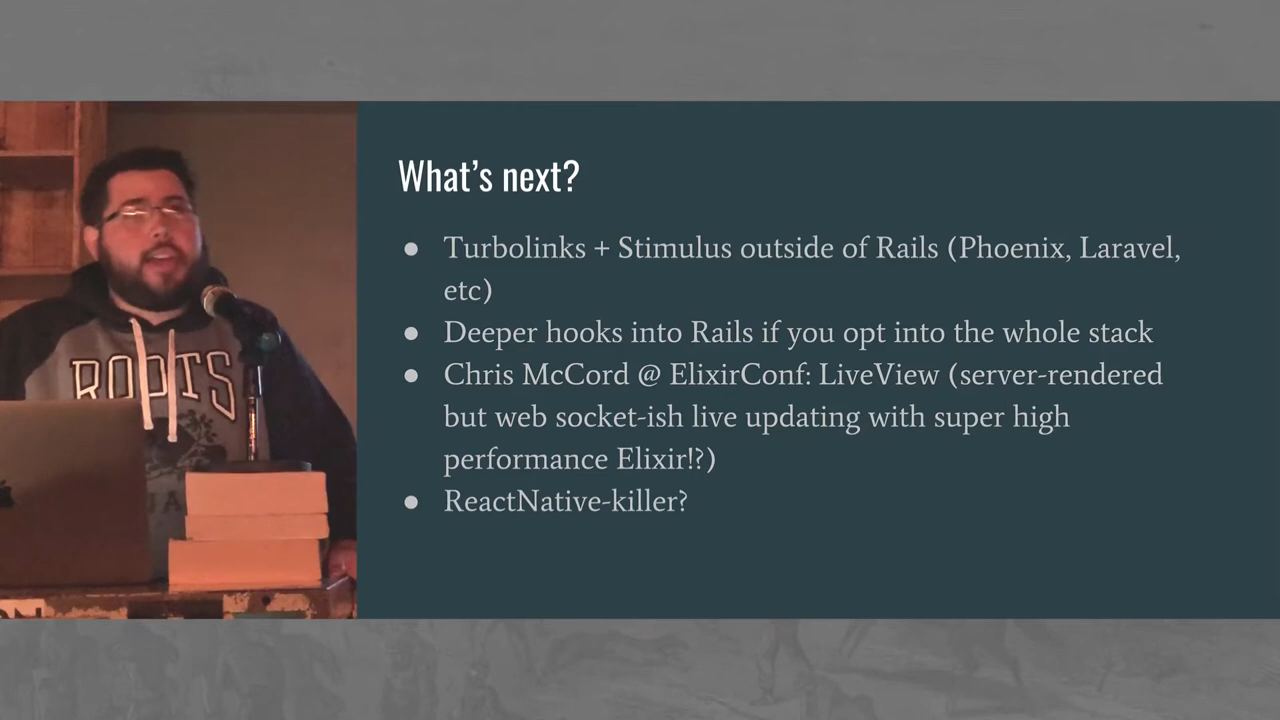 What's next?
● Turbolinks + Stimulus outside of Rails (Phoenix, Laravel,
etc)
● Deeper hooks into Rails if you opt into the whole stack
● Chris McCord @ ElixirConf: LiveView (server-rendered
but web socket-ish live updating with super high
performance Elixir!?)
● ReactNative-killer?
ROOTS